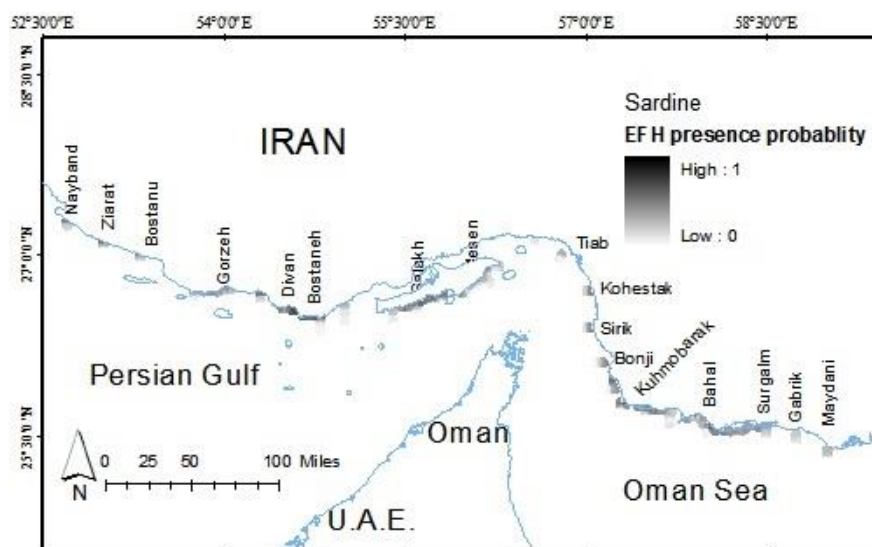 52°30'0"E
54°0'0"E
55°30'0"E
57°0'0"E
58°30'0"E
28°30'0"N
27°0'0"N
25°30'0"N
Sardine
EFH presence probablity
High : 1
Low : 0
IRAN
Nayband
Ziarat
Bostanu
Gorzeh
Divan
Bostaneh
Tiab
Kohestak
Sirik
Bonji
Kuhmobarak
Bahal
Surgalm
Gabrik
Maydani
Persian Gulf
Oman
U.A.E.
Oman Sea
0 25 50 100 Miles
N